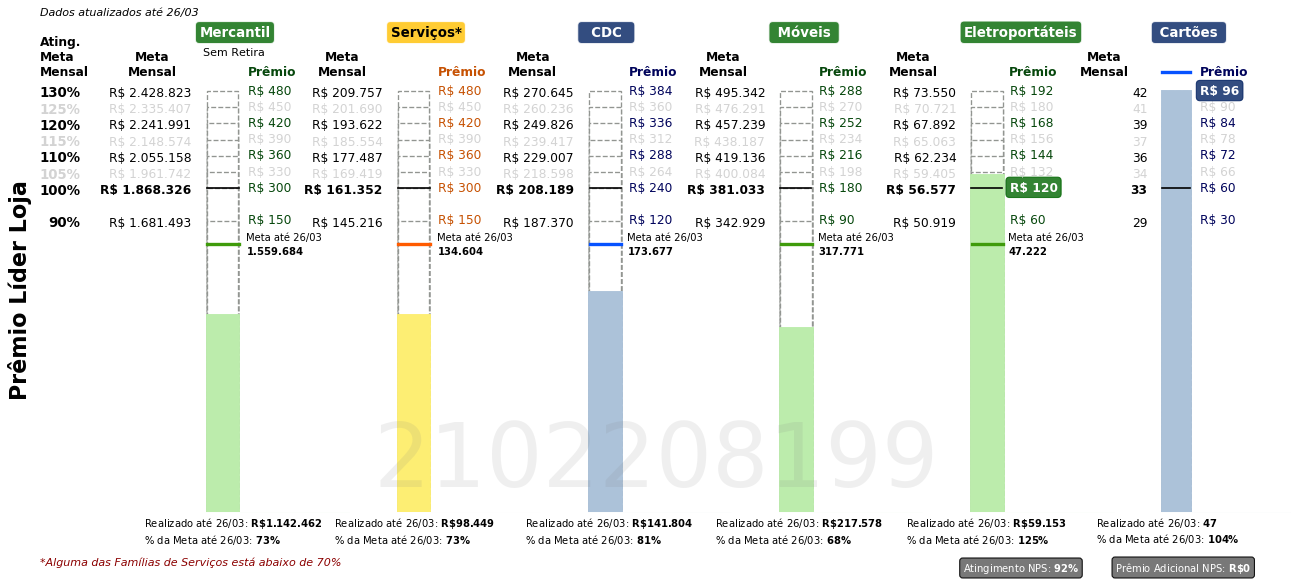 Dados atualizados até 26/03
Mercantil Serviços* CDC Móveis Eletroportáteis Cartões
Sem Retira
Ating. Meta Mensal
Meta Mensal Prêmio Meta Mensal Prêmio Meta Mensal Prêmio Meta Mensal Prêmio Meta Mensal Prêmio Meta Mensal Prêmio
130% R$ 2.428.823 R$ 480 R$ 209.757 R$ 480 R$ 270.645 R$ 384 R$ 495.342 R$ 288 R$ 73.550 R$ 192 42 R$ 96
125% R$ 2.335.407 R$ 450 R$ 201.690 R$ 450 R$ 260.236 R$ 360 R$ 476.291 R$ 270 R$ 70.721 R$ 180 41 R$ 90
120% R$ 2.241.991 R$ 420 R$ 193.622 R$ 420 R$ 249.826 R$ 336 R$ 457.239 R$ 252 R$ 67.892 R$ 168 39 R$ 84
115% R$ 2.148.574 R$ 390 R$ 185.554 R$ 390 R$ 239.417 R$ 312 R$ 438.187 R$ 234 R$ 65.063 R$ 156 37 R$ 78
110% R$ 2.055.158 R$ 360 R$ 177.487 R$ 360 R$ 229.007 R$ 288 R$ 419.136 R$ 216 R$ 62.234 R$ 144 36 R$ 72
105% R$ 1.961.742 R$ 330 R$ 169.419 R$ 330 R$ 218.598 R$ 264 R$ 400.084 R$ 198 R$ 59.405 R$ 132 34 R$ 66
100% R$ 1.868.326 R$ 300 R$ 161.352 R$ 300 R$ 208.189 R$ 240 R$ 381.033 R$ 180 R$ 56.577 R$ 120 33 R$ 60
90% R$ 1.681.493 R$ 150 R$ 145.216 R$ 150 R$ 187.370 R$ 120 R$ 342.929 R$ 90 R$ 50.919 R$ 60 29 R$ 30
Meta até 26/03 Meta até 26/03 Meta até 26/03 Meta até 26/03 Meta até 26/03
1.559.684 134.604 173.677 317.771 47.222
Prêmio Líder Loja
2102208199
Realizado até 26/03: R$1.142.462 Realizado até 26/03: R$98.449 Realizado até 26/03: R$141.804 Realizado até 26/03: R$217.578 Realizado até 26/03: R$59.153 Realizado até 26/03: 47
% da Meta até 26/03: 73% % da Meta até 26/03: 73% % da Meta até 26/03: 81% % da Meta até 26/03: 68% % da Meta até 26/03: 125% % da Meta até 26/03: 104%
*Alguma das Famílias de Serviços está abaixo de 70%
Atingimento NPS: 92% Prêmio Adicional NPS: R$0